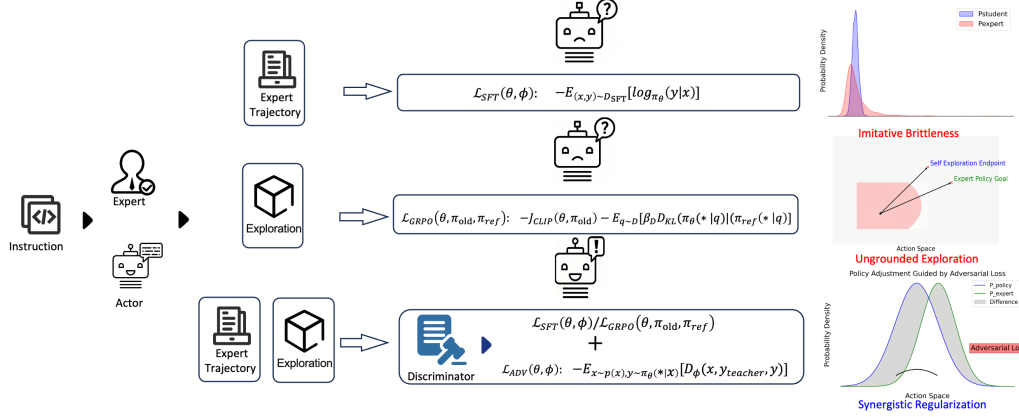 Instruction
Expert
Actor
Expert
Trajectory
ℒ_SFT(θ,ϕ): −E_(x,y)~D_SFT[log_πθ(y|x)]
Probability Density
Pstudent
Pexpert
Imitative Brittleness
Exploration
ℒ_GRPO(θ,π_old,π_ref): −J_CLIP(θ,π_old) − E_q~D[β_D D_KL(π_θ(*|q)|(π_ref(*|q)]
Self Exploration Endpoint
Expert Policy Goal
Action Space
Ungrounded Exploration
Expert
Trajectory
Exploration
Discriminator
ℒ_SFT(θ,ϕ)/ℒ_GRPO(θ,π_old,π_ref)
+
ℒ_ADV(θ,ϕ): −E_x~p(x),y~π_θ(*|x)[D_ϕ(x,y_teacher,y)]
Policy Adjustment Guided by Adversarial Loss
Probability Density
P_policy
P_expert
Difference
Adversarial Lo
Action Space
Synergistic Regularization